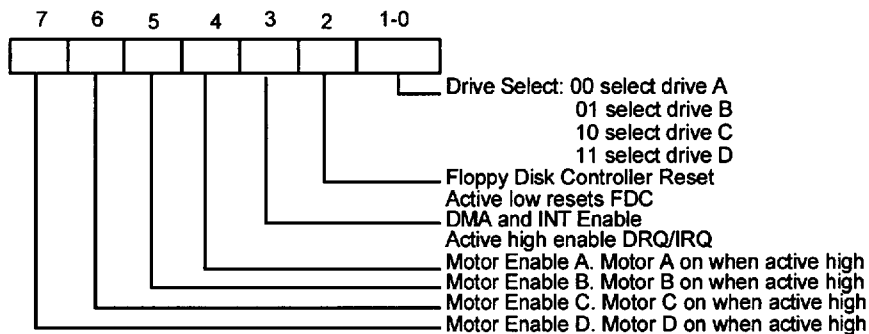 7 6 5 4 3 2 1-0
Drive Select: 00 select drive A
01 select drive B
10 select drive C
11 select drive D
Floppy Disk Controller Reset
Active low resets FDC
DMA and INT Enable
Active high enable DRQ/IRQ
Motor Enable A. Motor A on when active high
Motor Enable B. Motor B on when active high
Motor Enable C. Motor C on when active high
Motor Enable D. Motor D on when active high